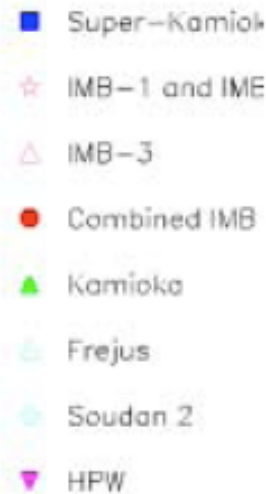 Super-Kamiok
IMB-1 and IMB
IMB-3
Combined IMB
Kamioka
Frejus
Soudan 2
HPW